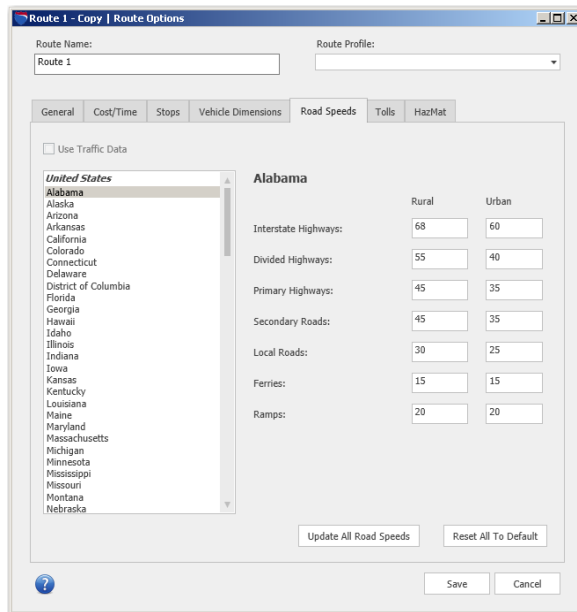 Route 1 - Copy | Route Options
Route Name:
Route Profile:
Route 1
General
Cost/Time
Stops
Vehicle Dimensions
Road Speeds
Tolls
HazMat
Use Traffic Data
United States
Alabama
Alaska
Arizona
Arkansas
California
Colorado
Connecticut
Delaware
District of Columbia
Florida
Georgia
Hawaii
Idaho
Illinois
Indiana
Iowa
Kansas
Kentucky
Louisiana
Maine
Maryland
Massachusetts
Michigan
Minnesota
Mississippi
Missouri
Montana
Nebraska
Alabama
Rural Urban
Interstate Highways: 68 60
Divided Highways: 55 40
Primary Highways: 45 35
Secondary Roads: 45 35
Local Roads: 30 25
Ferries: 15 15
Ramps: 20 20
Update All Road Speeds
Reset All To Default
?
Save
Cancel